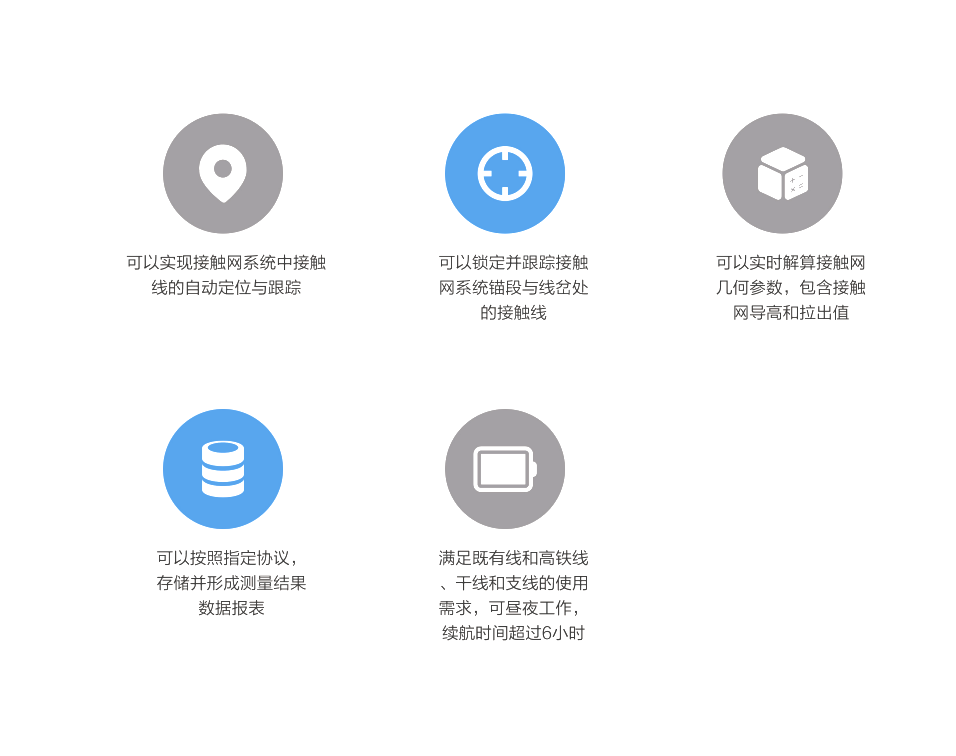 可以实现接触网系统中接触
线的自动定位与跟踪
可以锁定并跟踪接触
网系统锚段与线岔处
的接触线
可以实时解算接触网
几何参数，包含接触
网导高和拉出值
可以按照指定协议，
存储并形成测量结果
数据报表
满足既有线和高铁线
、干线和支线的使用
需求，可昼夜工作，
续航时间超过6小时